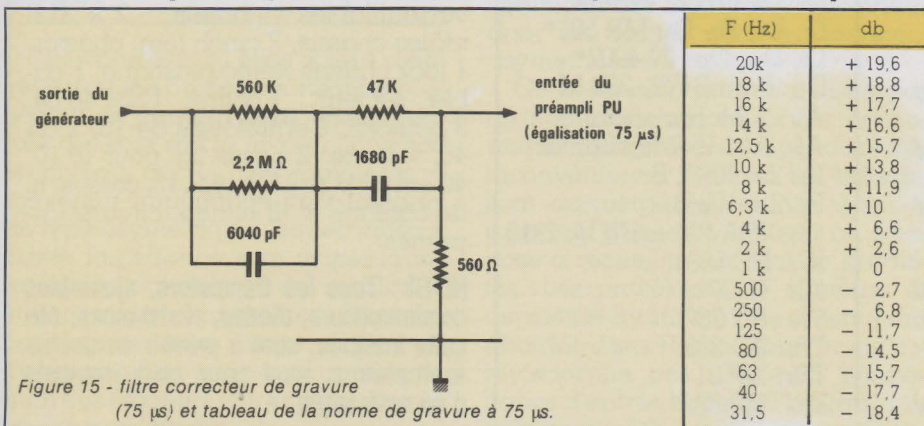 sortie du
générateur
560 K
2,2 M Ω
6040 pF
47 K
1680 pF
560 Ω
entrée du
préampli PU
(égalisation 75 µs)
Figure 15 - filtre correcteur de gravure
(75 µs) et tableau de la norme de gravure à 75 µs.
F (Hz) db
20k + 19,6
18 k + 18,8
16 k + 17,7
14 k + 16,6
12,5 k + 15,7
10 k + 13,8
8 k + 11,9
6,3 k + 10
4 k + 6,6
2 k + 2,6
1 k 0
500 - 2,7
250 - 6,8
125 - 11,7
80 − 14,5
63 − 15,7
40 − 17,7
31,5 − 18,4